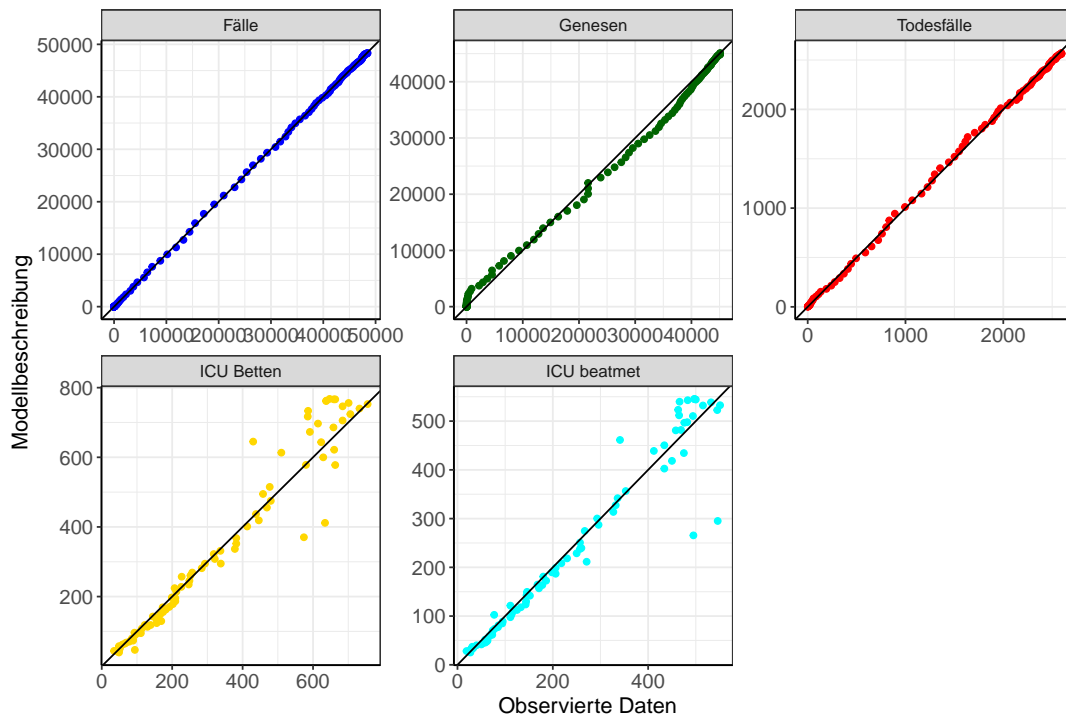 Fälle
Genesen
Todesfälle
50000
40000
30000
20000
10000
0
0 10000 20000 30000 40000 50000
40000
30000
20000
10000
0
0 10000 20000 30000 40000
2000
1000
0
0 1000 2000
ICU Betten
ICU beatmet
800
600
400
200
200 400 600
0
500
400
300
200
100
0
0 200 400
Modellbeschreibung
Observierte Daten